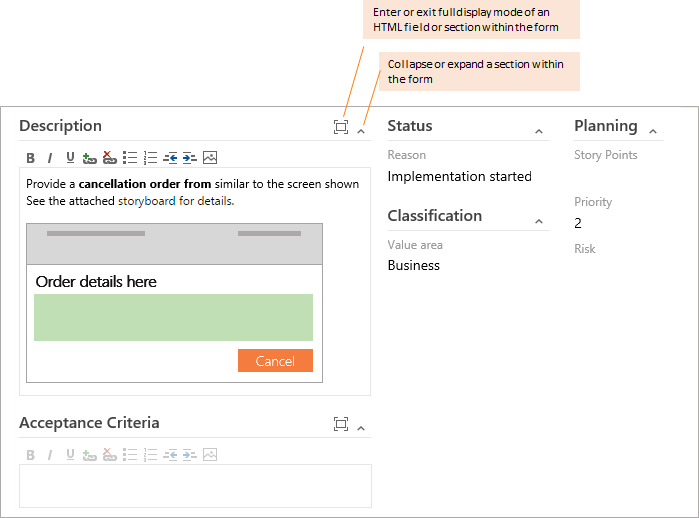 Enter or exit full display mode of an
HTML field or section within the form
Collapse or expand a section within
the form
Description
B I U
Provide a cancellation order from similar to the screen shown
See the attached storyboard for details.
Order details here
Cancel
Acceptance Criteria
B I U
Status
Reason
Implementation started
Classification
Value area
Business
Planning
Story Points
Priority
2
Risk